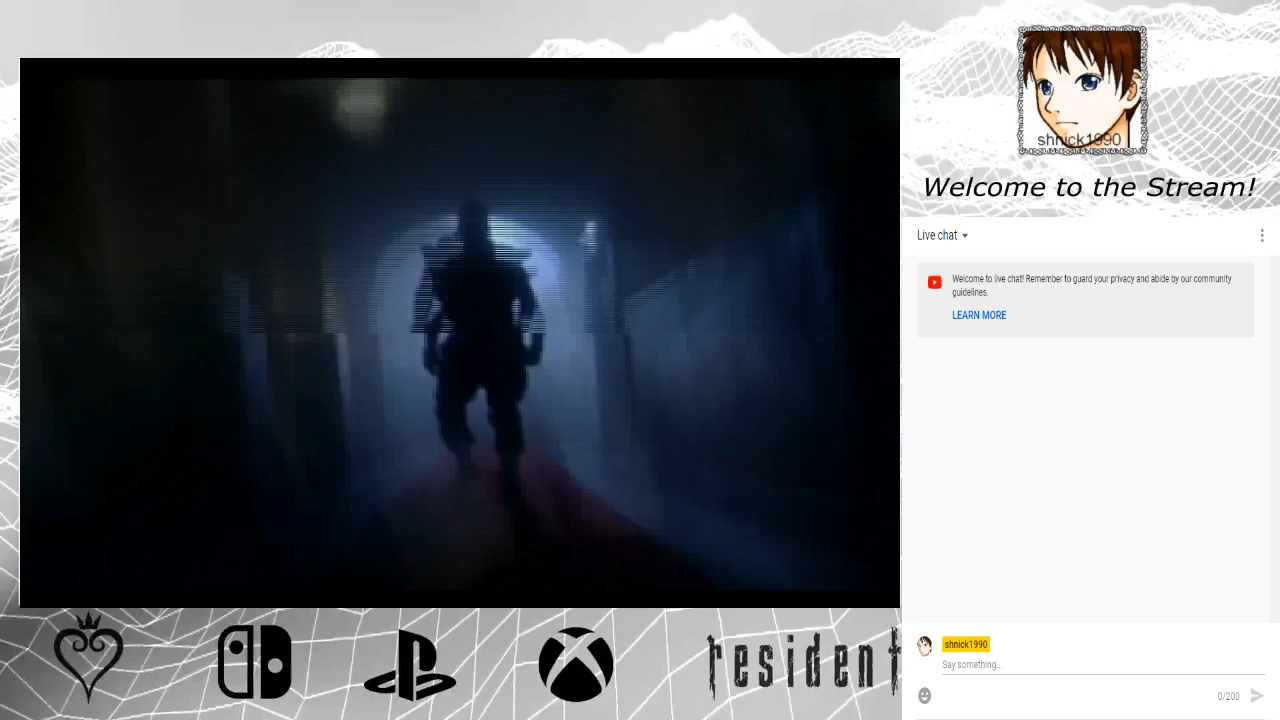 shnick1990
Welcome to the Stream!
Live chat
Welcome to live chat! Remember to guard your privacy and abide by our community
guidelines.
LEARN MORE
resident
shnick1990
Say something...
0/200